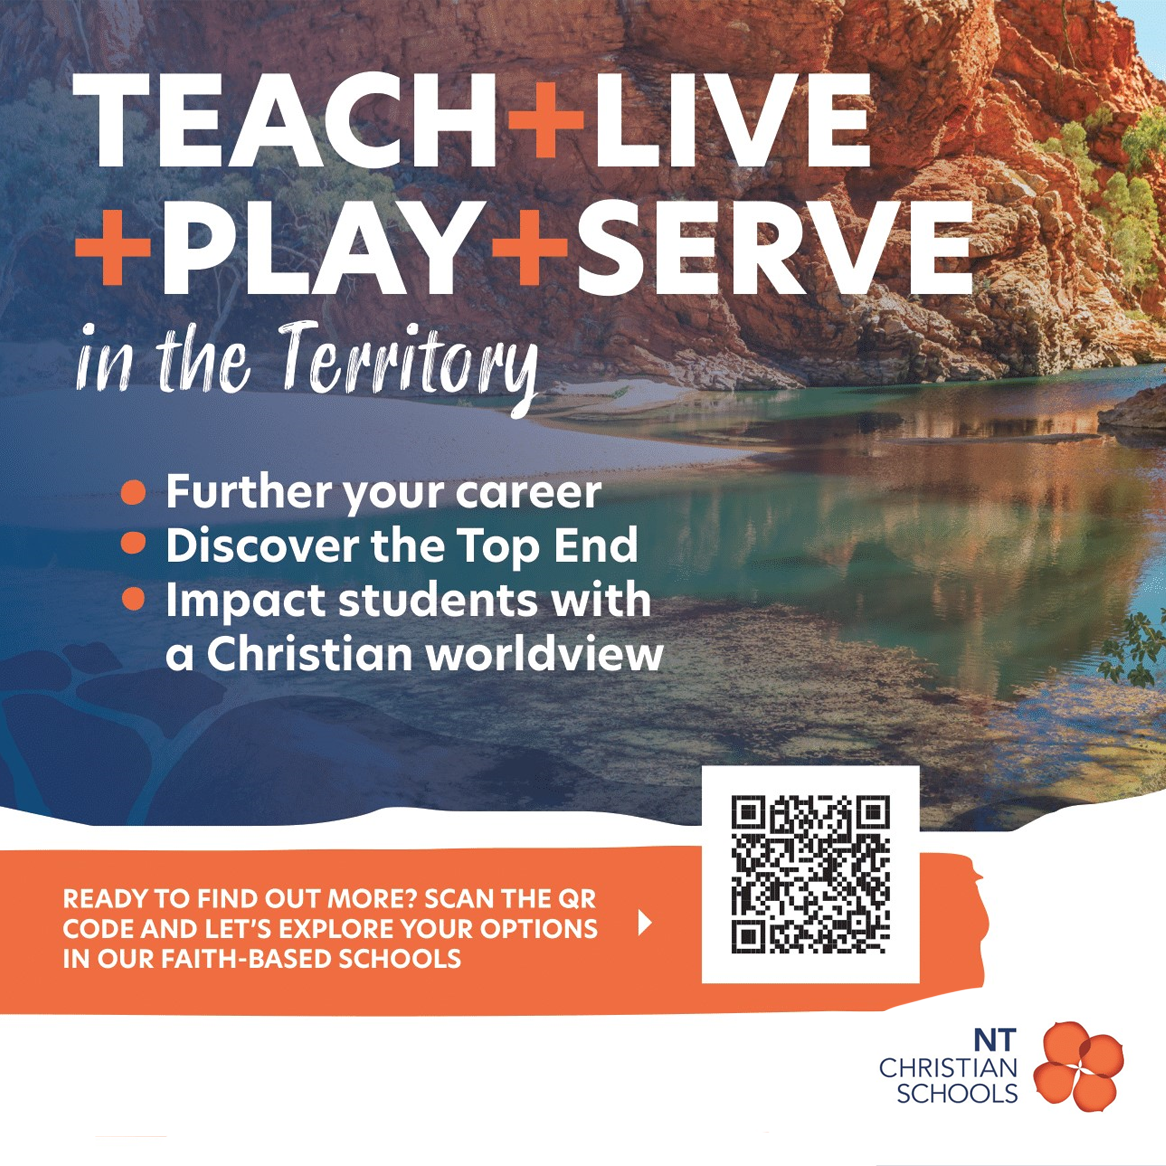 TEACH+LIVE
+PLAY+SERVE
in the Territory
Further your career
Discover the Top End
Impact students with
a Christian worldview
READY TO FIND OUT MORE? SCAN THE QR
CODE AND LET'S EXPLORE YOUR OPTIONS
IN OUR FAITH-BASED SCHOOLS
NT
CHRISTIAN
SCHOOLS